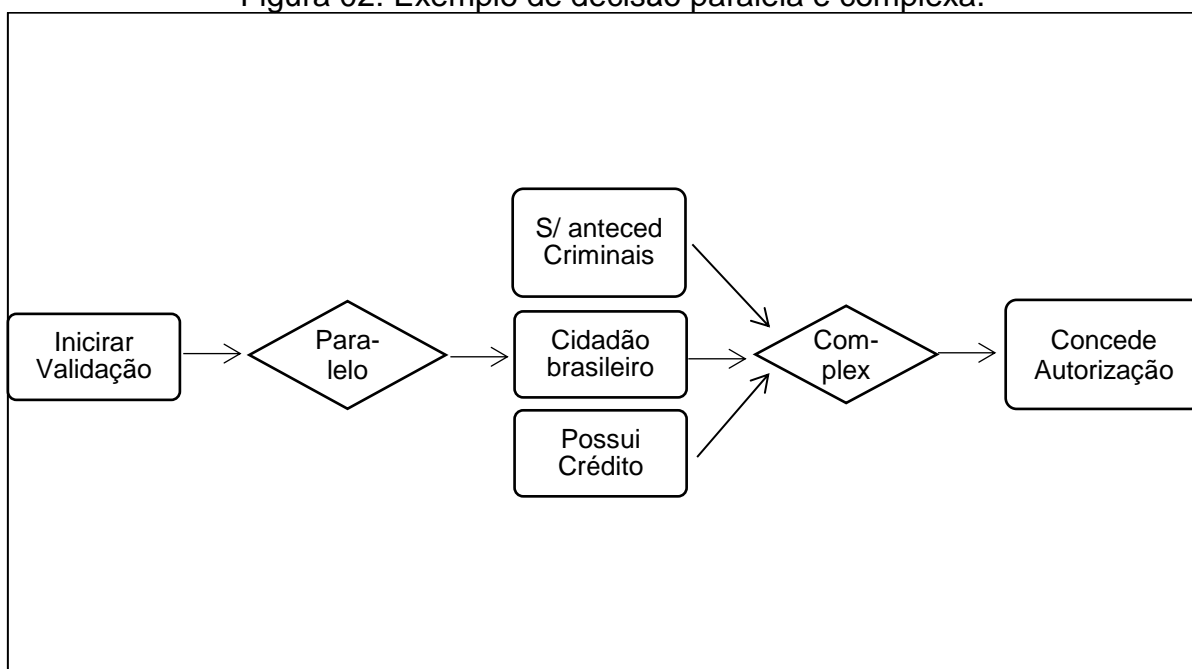 Figura 02: Exemplo de decisão paralela e complexa.
Inicirar
Validação
Para-
lelo
S/ anteced
Criminais
Cidadão
brasileiro
Possui
Crédito
Com-
plex
Concede
Autorização